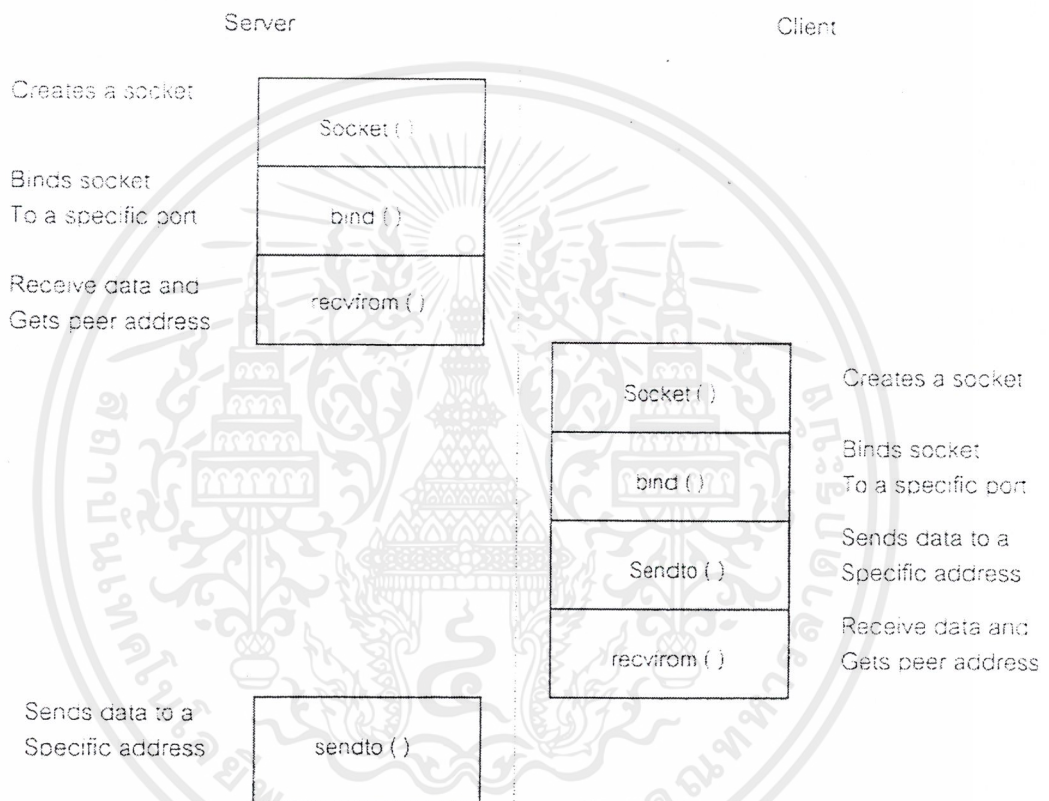 Server
Client
Creates a socket
Socket ( )
Binds socket
To a specific port
bind ( )
Receive data and
Gets peer address
recvfrom ( )
Socket ( )
Creates a socket
bind ( )
Binds socket
To a specific port
Sendto ( )
Sends data to a
Specific address
recvfrom ( )
Receive data and
Gets peer address
Sends data to a
Specific address
sendto ( )